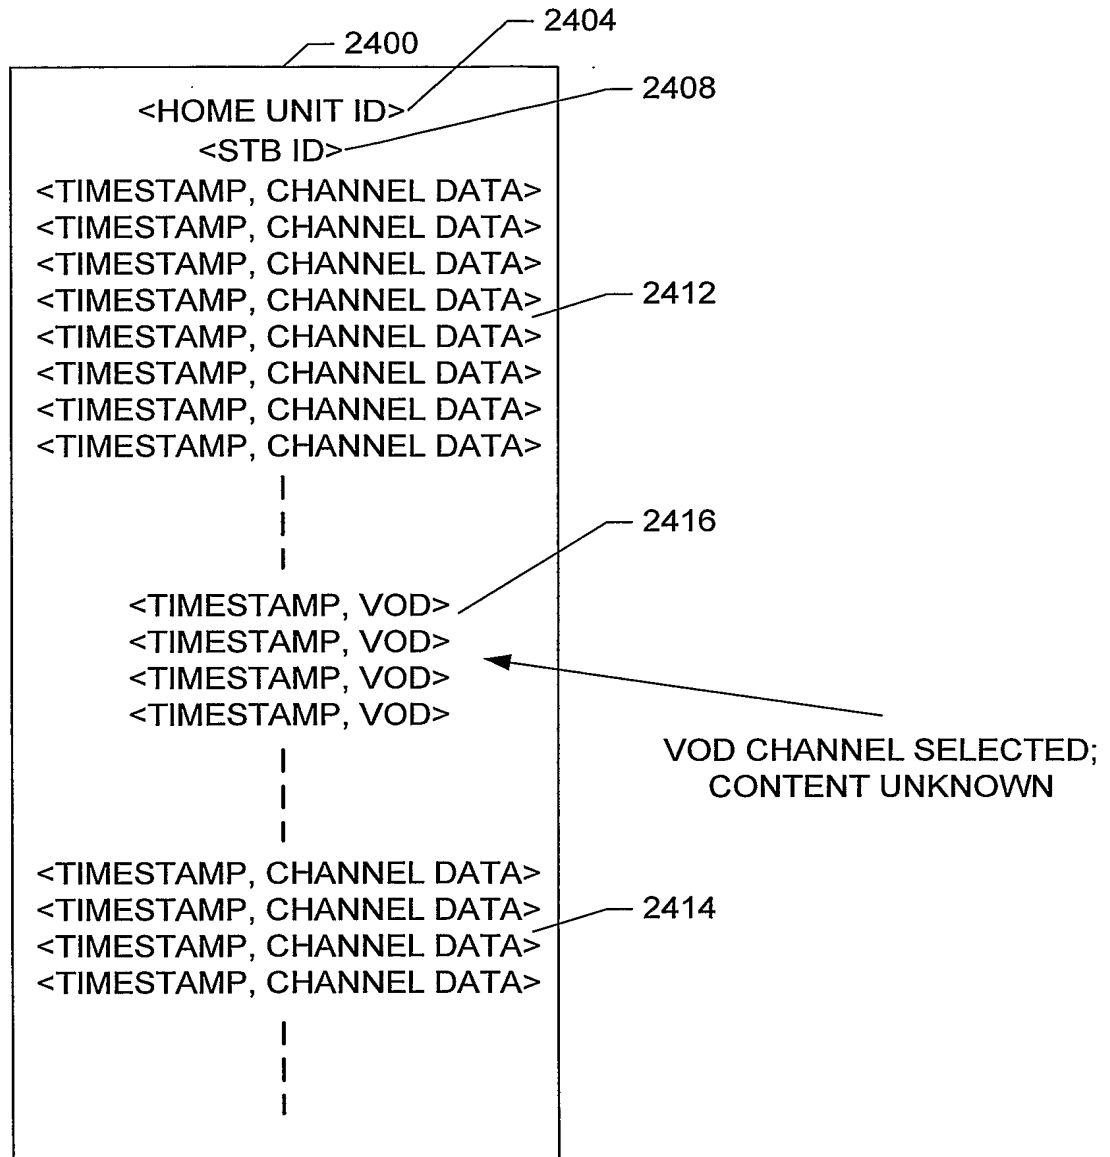 2404
2400
<HOME UNIT ID>
2408
<STB ID>
<TIMESTAMP, CHANNEL DATA>
<TIMESTAMP, CHANNEL DATA>
<TIMESTAMP, CHANNEL DATA>
<TIMESTAMP, CHANNEL DATA>
2412
<TIMESTAMP, CHANNEL DATA>
<TIMESTAMP, CHANNEL DATA>
<TIMESTAMP, CHANNEL DATA>
<TIMESTAMP, CHANNEL DATA>
2416
<TIMESTAMP, VOD>
<TIMESTAMP, VOD>
<TIMESTAMP, VOD>
<TIMESTAMP, VOD>
VOD CHANNEL SELECTED;
CONTENT UNKNOWN
<TIMESTAMP, CHANNEL DATA>
<TIMESTAMP, CHANNEL DATA>
2414
<TIMESTAMP, CHANNEL DATA>
<TIMESTAMP, CHANNEL DATA>